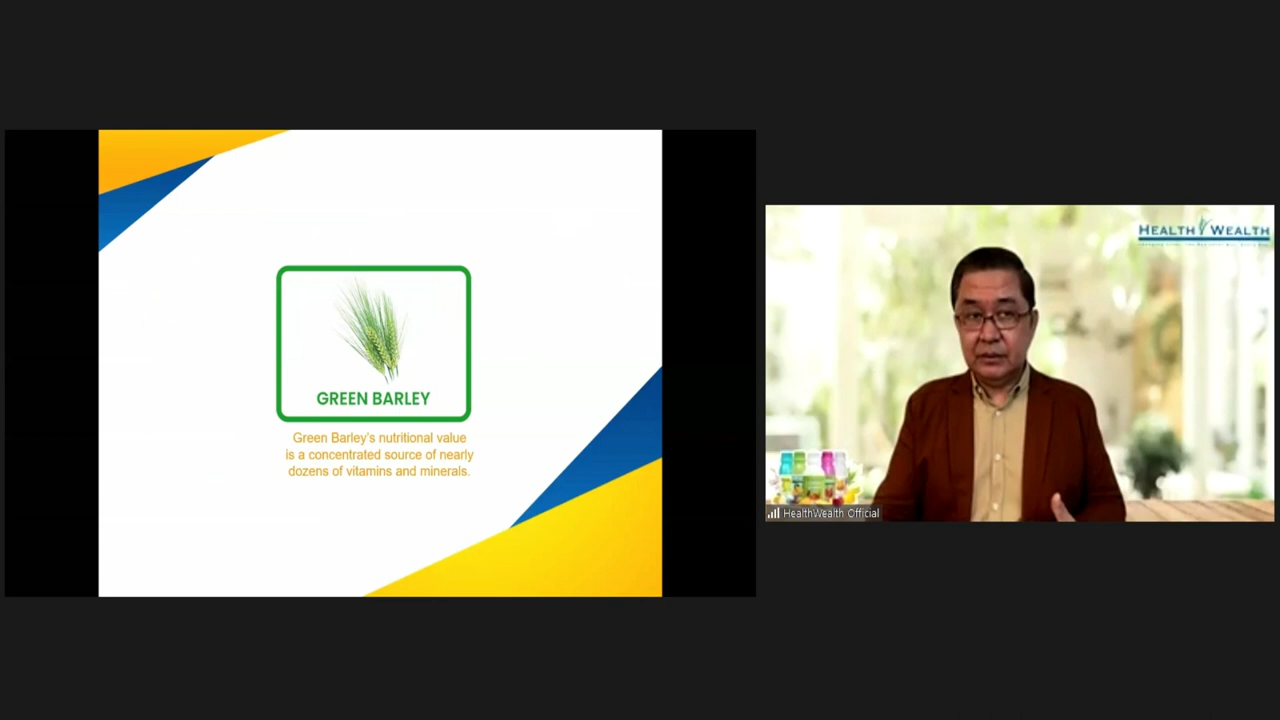 GREEN BARLEY
Green Barley's nutritional value
is a concentrated source of nearly
dozens of vitamins and minerals.
HEALTH WEALTH
HealthWealth Official